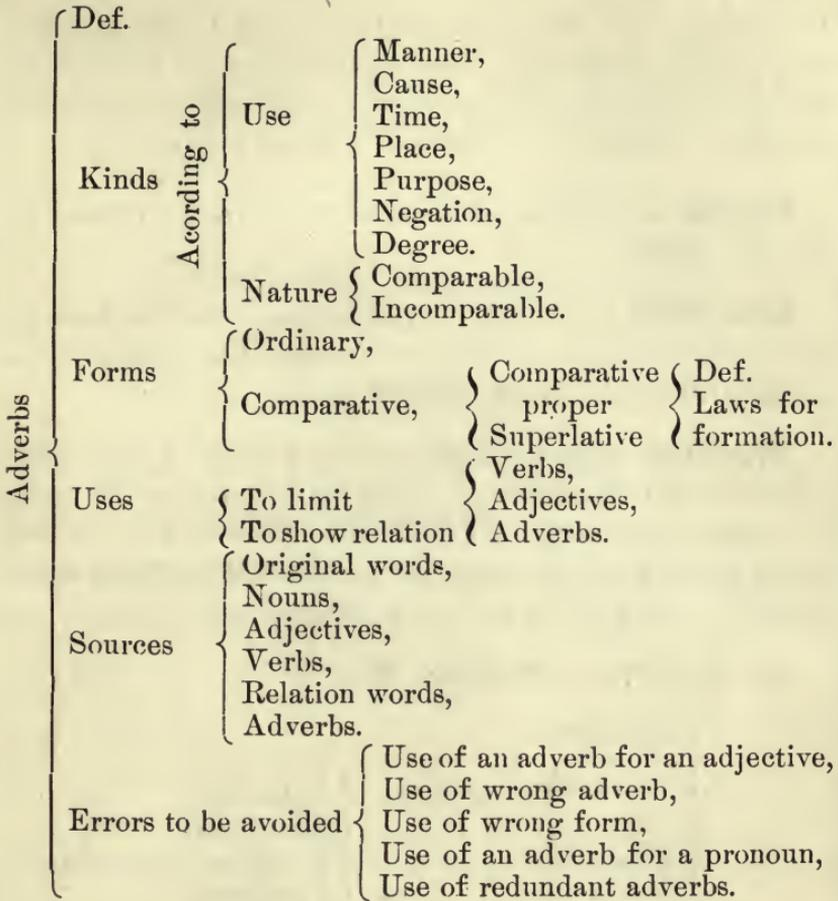 Def.
Manner,
Cause,
Use Time,
Place,
Kinds Acording to
Purpose,
Negation,
Degree.
Nature Comparable,
Incomparable.
Ordinary,
Forms Comparative Def.
Comparative, proper Laws for
Superlative formation.
Adverbs
Verbs,
Uses To limit Adjectives,
To show relation Adverbs.
Original words,
Nouns,
Adjectives,
Sources
Verbs,
Relation words,
Adverbs.
Use of an adverb for an adjective,
Use of wrong adverb,
Errors to be avoided Use of wrong form,
Use of an adverb for a pronoun,
Use of redundant adverbs.